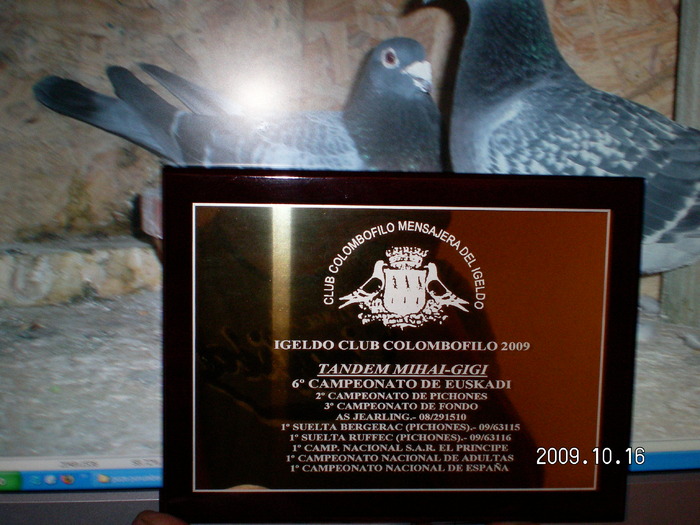 CLUB COLOMBOFILO MENSAJERA DEL IGELDO
IGELDO CLUB COLOMBOFILO 2009
TANDEM MIHAI-GIGI
6º CAMPEONATO DE EUSKADI
2º CAMPEONATO DE PICHONES
3º CAMPEONATO DE FONDO
AS JEARLING.- 08/291510
1º SUELTA BERGERAC (PICHONES).- 09/63115
1º SUELTA RUFFEC (PICHONES).- 09/63116
1º CAMP. NACIONAL S.A.R. EL PRINCIPE
1º CAMPEONATO NACIONAL DE ADULTAS
1º CAMPEONATO NACIONAL DE ESPAÑA
2009.10.16